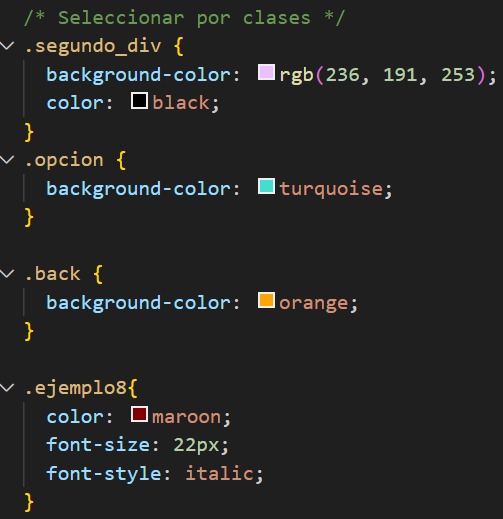 /* Seleccionar por clases */
.segundo_div {
background-color: rgb(236, 191, 253);
color: black;
}
.opcion {
background-color: turquoise;
}
.back {
background-color: orange;
}
.ejemplo8{
color: maroon;
font-size: 22px;
font-style: italic;
}